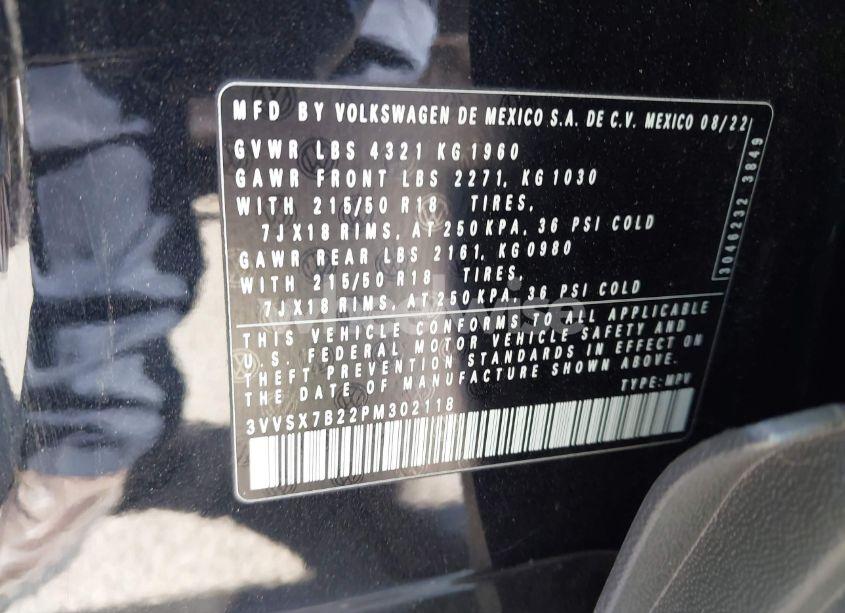 MFD BY VOLKSWAGEN DE MEXICO S.A. DE C.V. MEXICO 08/22
GVWR LBS 4321 KG 1960
GAWR FRONT LBS 2271, KG 1030
WITH 215/50 R18 TIRES,
7JX18 RIMS, AT 250 KPA, 36 PSI COLD
GAWR REAR LBS 2161, KG 0980
WITH 215/50 R18 TIRES,
7JX18 RIMS, AT 250 KPA, 36 PSI COLD
3046232 3849
THIS VEHICLE CONFORMS TO ALL APPLICABLE
U.S. FEDERAL MOTOR VEHICLE SAFETY AND
THEFT PREVENTION STANDARDS IN EFFECT ON
THE DATE OF MANUFACTURE SHOWN ABOVE.
TYPE: MPV
3VVSX7B22PM302118